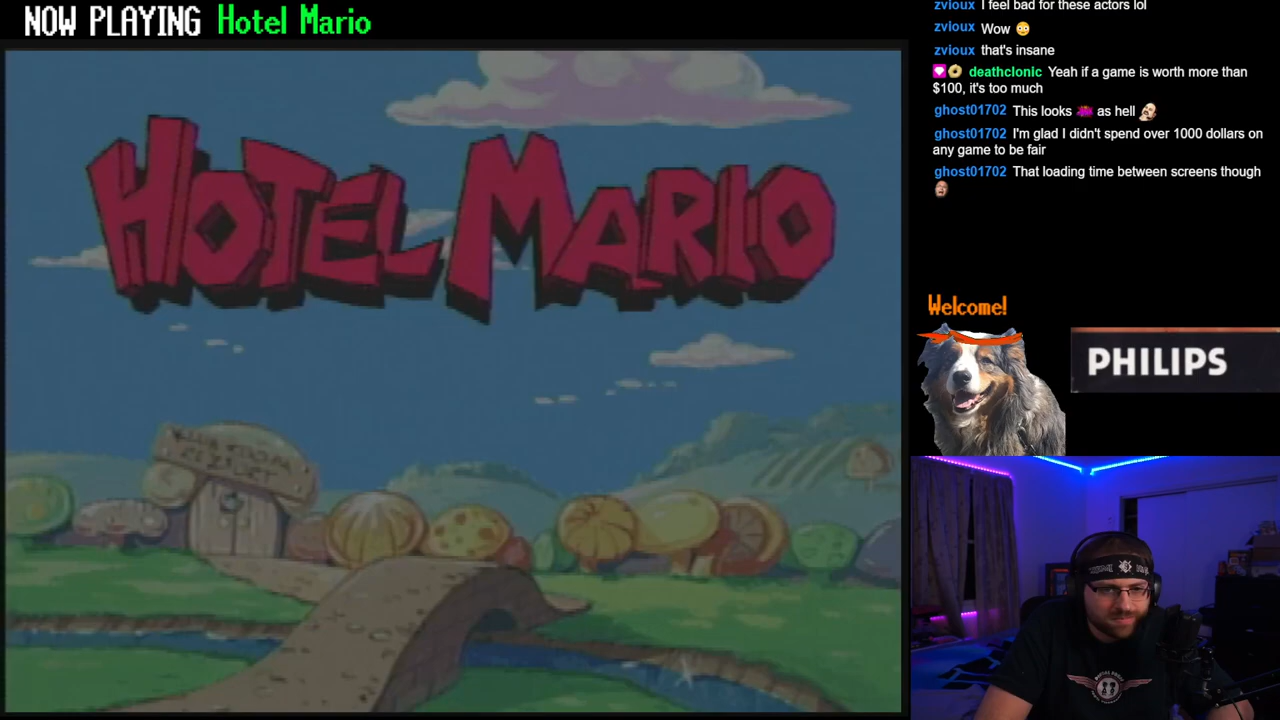 NOW PLAYING Hotel Mario
HOTEL MARIO
zvioux I feel bad for these actors lol
zvioux Wow
zvioux that's insane
deathclonic Yeah if a game is worth more than
$100, it's too much
ghost01702 This looks as hell
ghost01702 I'm glad I didn't spend over 1000 dollars on
any game to be fair
ghost01702 That loading time between screens though
Welcome!
PHILIPS